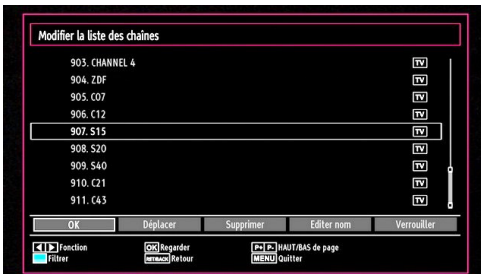 Modifier la liste des chaînes
903. CHANNEL 4 TV
904. ZDF TV
905. C07 TV
906. C12 TV
907. S15 TV
908. S20 TV
909. S40 TV
910. C21 TV
911. C43 TV
OK Déplacer Supprimer Editer nom Verrouiller
Fonction OK Regarder P+ P- HAUT/BAS de page
Filtrer RET/BACK Retour MENU Quitter